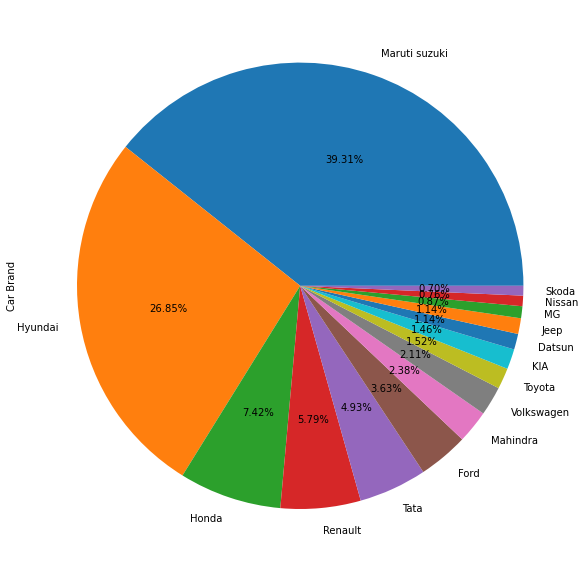 Maruti suzuki
39.31%
Car Brand
Hyundai
26.85%
Honda
7.42%
Renault
5.79%
Tata
4.93%
Ford
3.63%
Mahindra
2.38%
Volkswagen
2.11%
Toyota
1.52%
KIA
1.46%
Datsun
1.14%
Jeep
1.14%
MG
0.87%
Nissan
0.76%
Skoda
0.70%